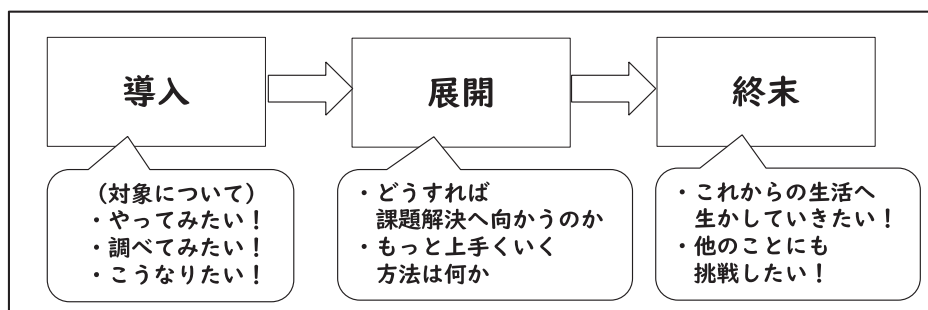 導入
展開
終末
(対象について)
・やってみたい!
・調べてみたい!
・こうなりたい!
・どうすれば
課題解決へ向かうのか
・もっと上手くいく
方法は何か
・これからの生活へ
生かしていきたい!
・他のことにも
挑戦したい!